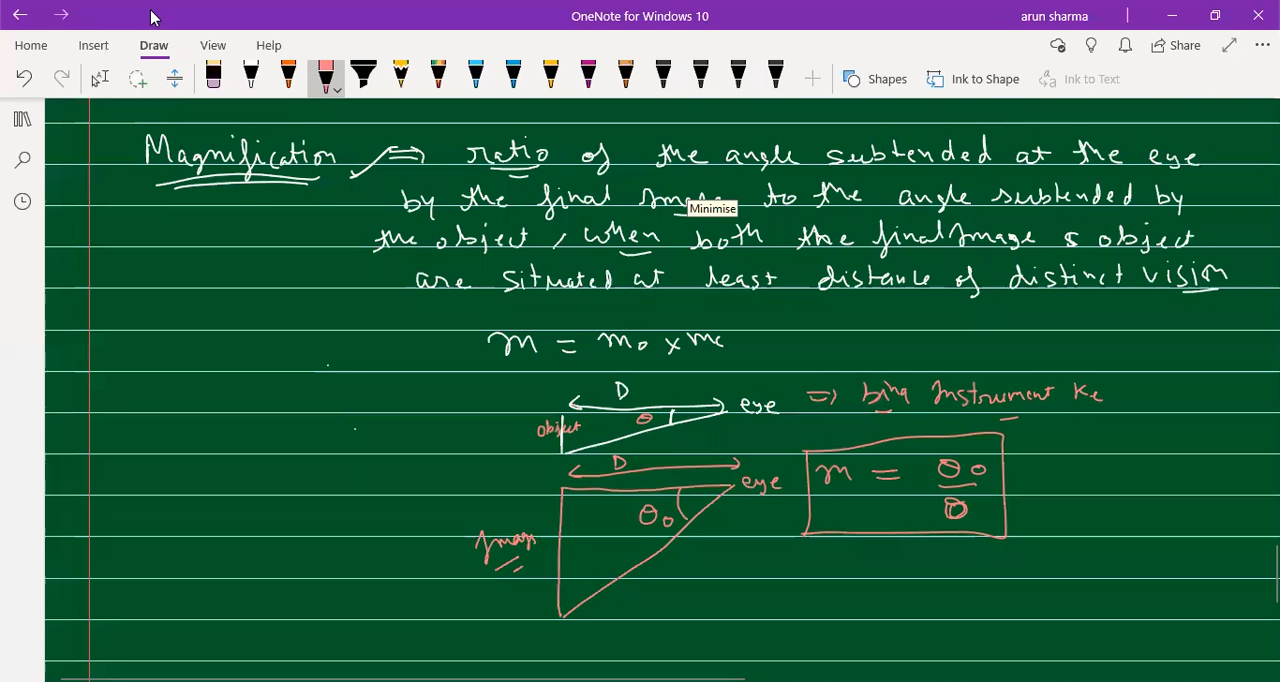 OneNote for Windows 10
arun sharma
Home Insert Draw View Help
Share
Shapes
Ink to Shape
Ink to Text
Magnification ⇒ ratio of the angle subtended at the eye
by the final Image to the angle subtended by
Minimise
the object, when both the final Image & object
are situated at least distance of distinct vision
m = mo × me
D
eye ⇒ bina Instrument ke
object θ
D
eye
m = θo/θ
θo
Image